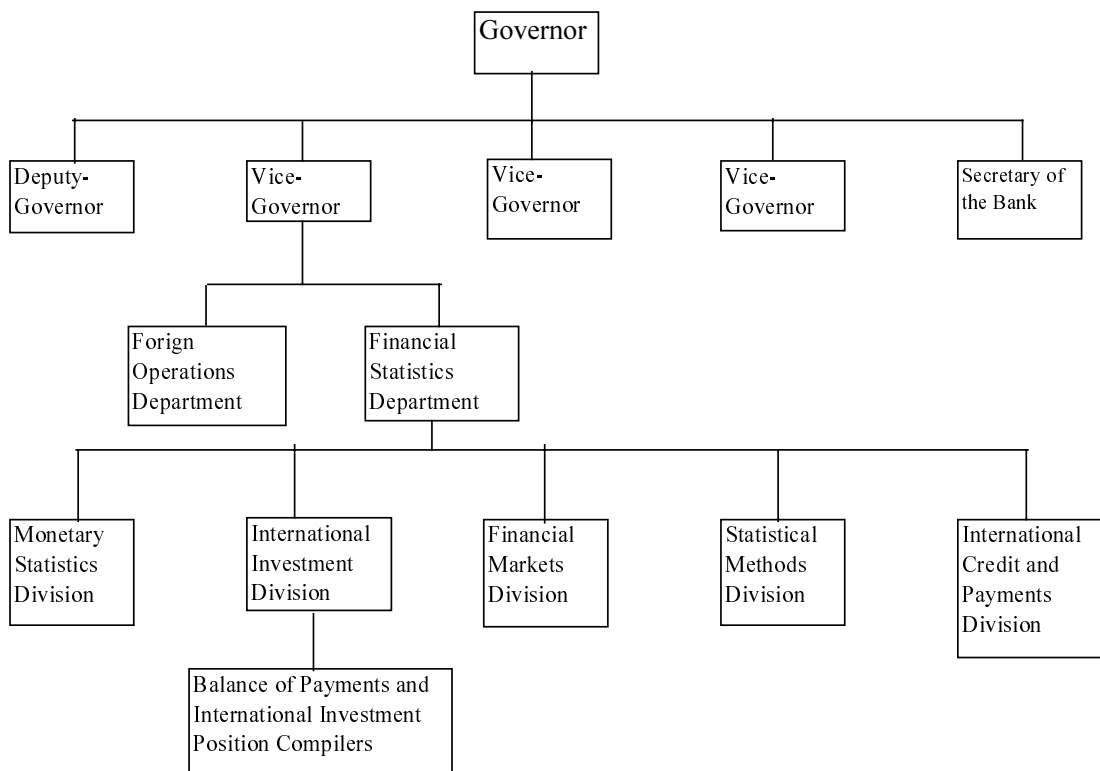 Governor
Deputy-
Governor
Vice-
Governor
Vice-
Governor
Vice-
Governor
Secretary of
the Bank
Forign
Operations
Department
Financial
Statistics
Department
Monetary
Statistics
Division
International
Investment
Division
Financial
Markets
Division
Statistical
Methods
Division
International
Credit and
Payments
Division
Balance of Payments and
International Investment
Position Compilers